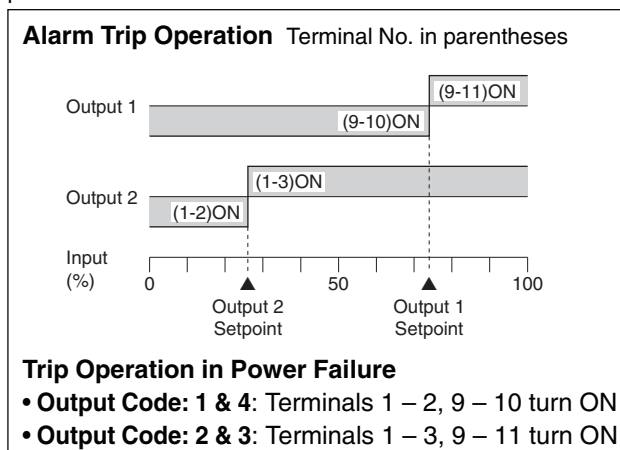 Alarm Trip Operation Terminal No. in parentheses
Output 1
(9-11)ON
(9-10)ON
Output 2
(1-3)ON
(1-2)ON
Input
(%)
0
50
100
Output 2
Setpoint
Output 1
Setpoint
Trip Operation in Power Failure
• Output Code: 1 & 4: Terminals 1 – 2, 9 – 10 turn ON
• Output Code: 2 & 3: Terminals 1 – 3, 9 – 11 turn ON